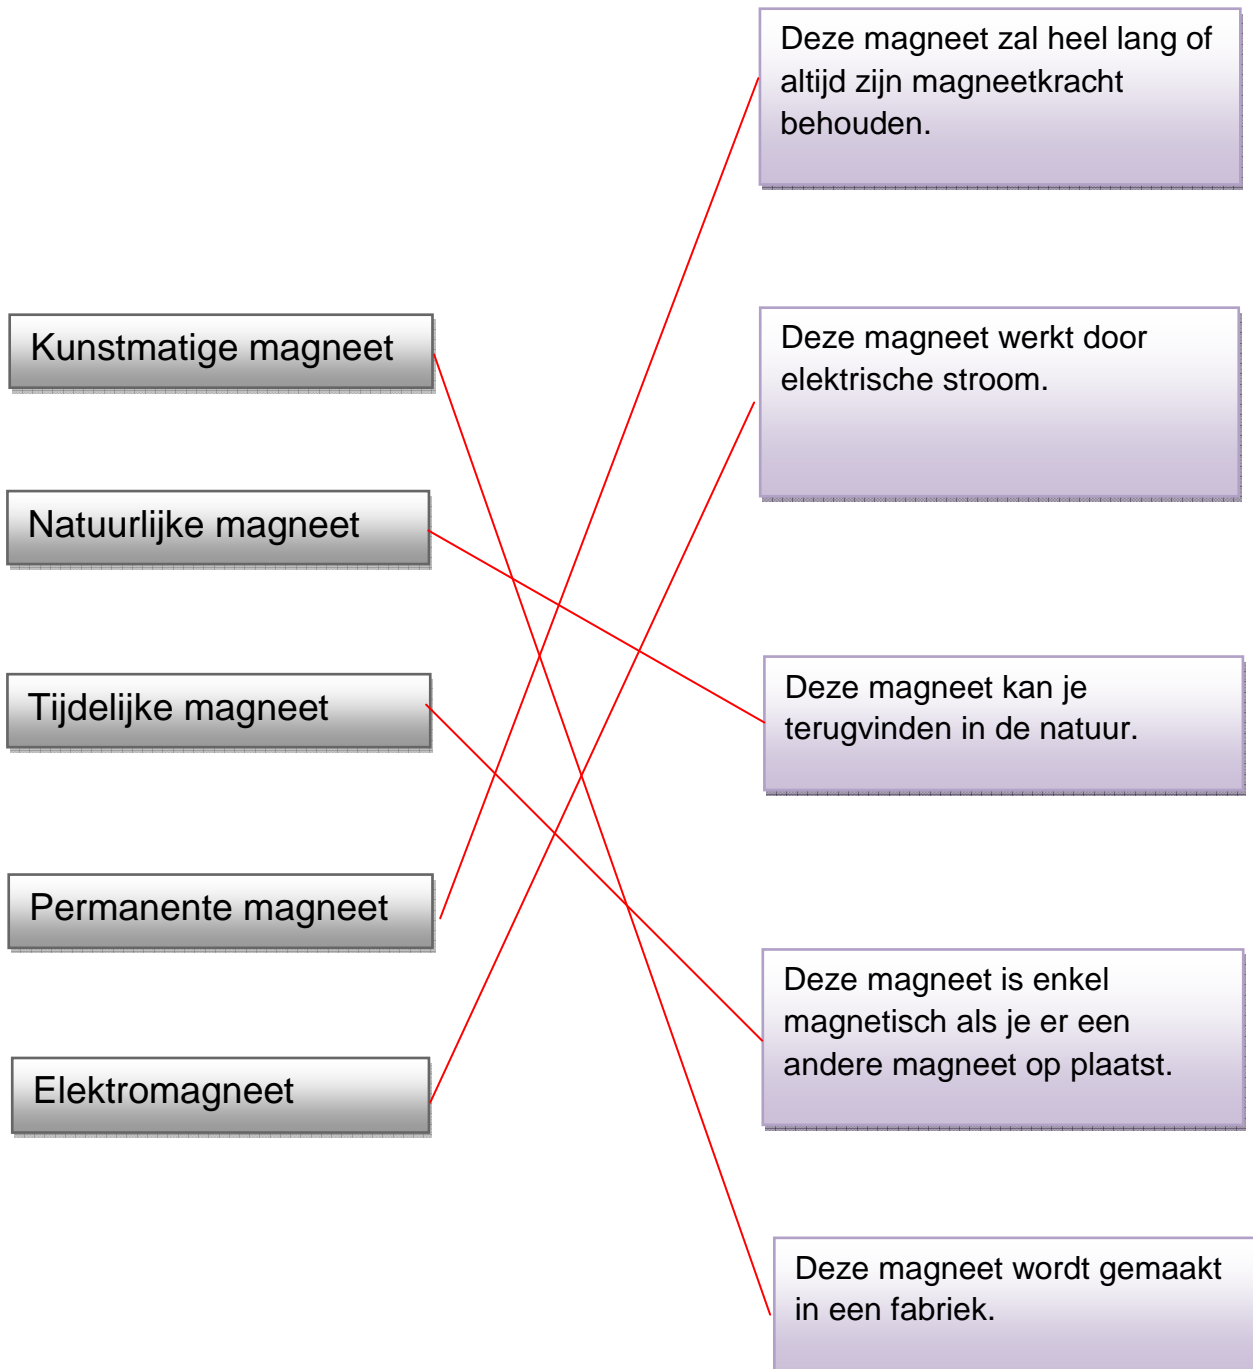 Kunstmatige magneet
Natuurlijke magneet
Tijdelijke magneet
Permanente magneet
Elektromagneet
Deze magneet zal heel lang of
altijd zijn magneetkracht
behouden.
Deze magneet werkt door
elektrische stroom.
Deze magneet kan je
terugvinden in de natuur.
Deze magneet is enkel
magnetisch als je er een
andere magneet op plaatst.
Deze magneet wordt gemaakt
in een fabriek.